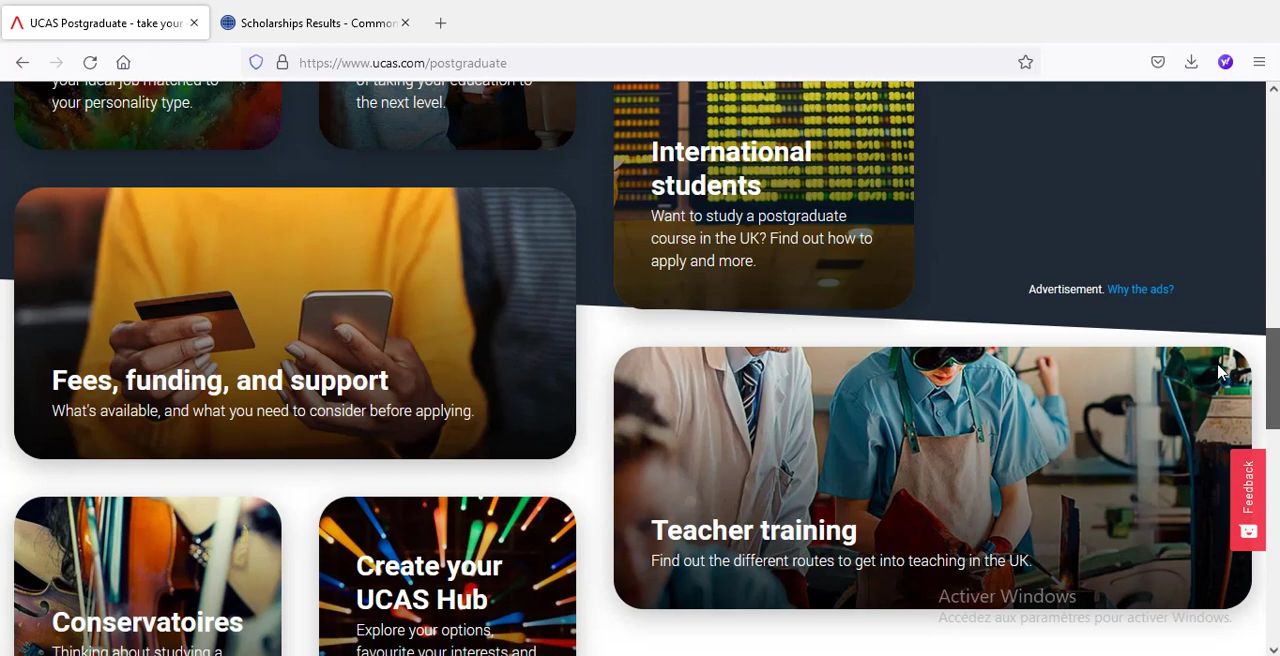 UCAS Postgraduate - take your
Scholarships Results - Common
https://www.ucas.com/postgraduate
your ideal job matched to
your personality type.
of taking your education to
the next level.
International
students
Want to study a postgraduate
course in the UK? Find out how to
apply and more.
Advertisement. Why the ads?
Fees, funding, and support
What's available, and what you need to consider before applying.
Teacher training
Find out the different routes to get into teaching in the UK.
Feedback
Conservatoires
Thinking about studying a
Create your
UCAS Hub
Explore your options,
favourite your interests and
Activer Windows
Accédez aux paramètres pour activer Windows.